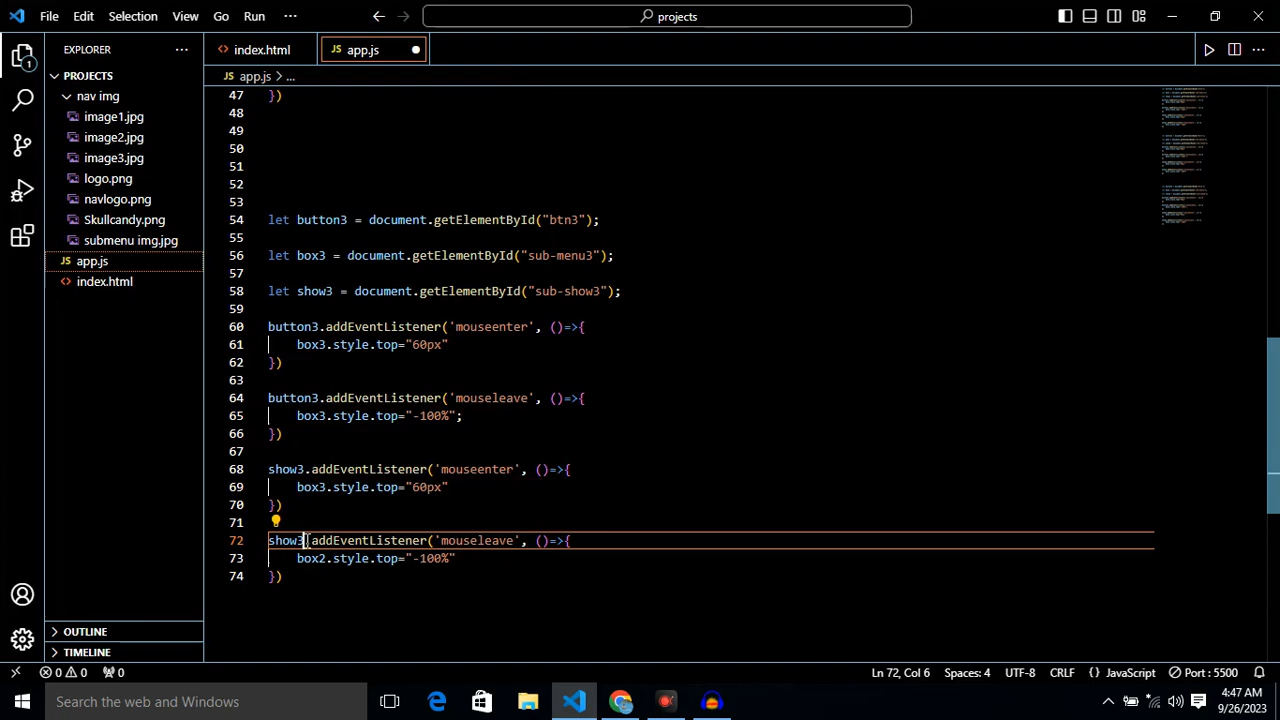 File Edit Selection View Go Run ··· projects
EXPLORER ··· index.html JS app.js
PROJECTS JS app.js > ...
nav img
image1.jpg
image2.jpg
image3.jpg
logo.png
navlogo.png
Skullcandy.png
submenu img.jpg
JS app.js
index.html
OUTLINE
TIMELINE
47 })
48
49
50
51
52
53
54 let button3 = document.getElementById("btn3");
55
56 let box3 = document.getElementById("sub-menu3");
57
58 let show3 = document.getElementById("sub-show3");
59
60 button3.addEventListener('mouseenter', ()=>{
61 box3.style.top="60px"
62 })
63
64 button3.addEventListener('mouseleave', ()=>{
65 box3.style.top="-100%";
66 })
67
68 show3.addEventListener('mouseenter', ()=>{
69 box3.style.top="60px"
70 })
71
72 show3.addEventListener('mouseleave', ()=>{
73 box2.style.top="-100%"
74 })
1
0 0 0 Ln 72, Col 6 Spaces: 4 UTF-8 CRLF {} JavaScript Port : 5500
Search the web and Windows
4:47 AM
9/26/2023